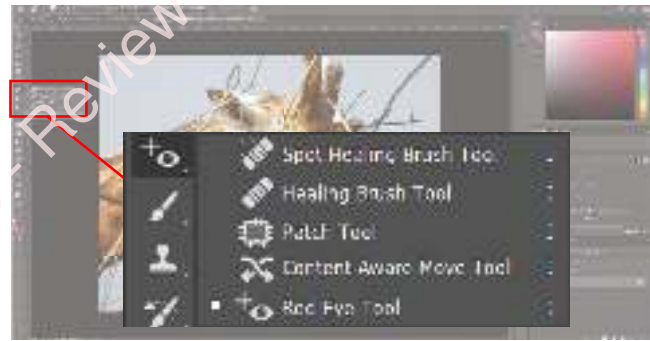 Review
Spot Healing Brush Tool
Healing Brush Tool
Patch Tool
Content-Aware Move Tool
Red Eye Tool